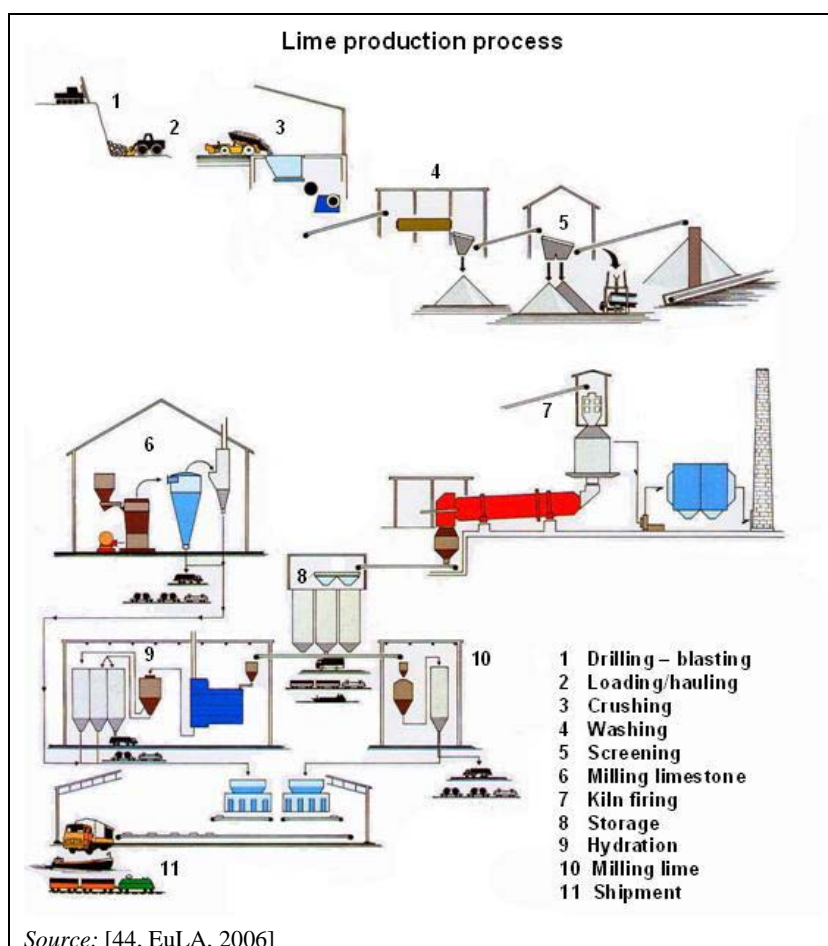 Lime production process
1
2
3
4
5
6
7
8
9
10
11
1 Drilling – blasting
2 Loading/hauling
3 Crushing
4 Washing
5 Screening
6 Milling limestone
7 Kiln firing
8 Storage
9 Hydration
10 Milling lime
11 Shipment
Source: [44, EuLA, 2006]